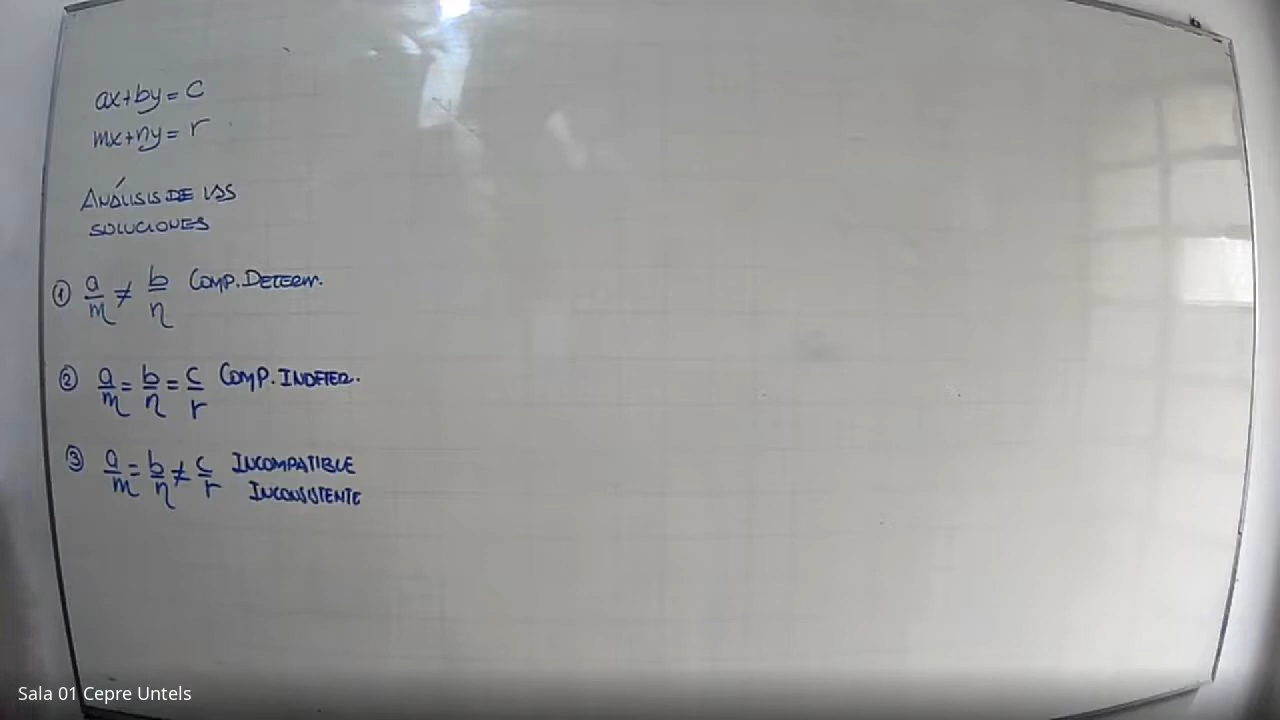 ax+by=c
mx+ny=r
ANÁLISIS DE LAS
SOLUCIONES
① a/m ≠ b/n COMP. DETERM.
② a/m = b/n = c/r COMP. INDETER.
③ a/m = b/n ≠ c/r INCOMPATIBLE
INCONSISTENTE
Sala 01 Cepre Untels